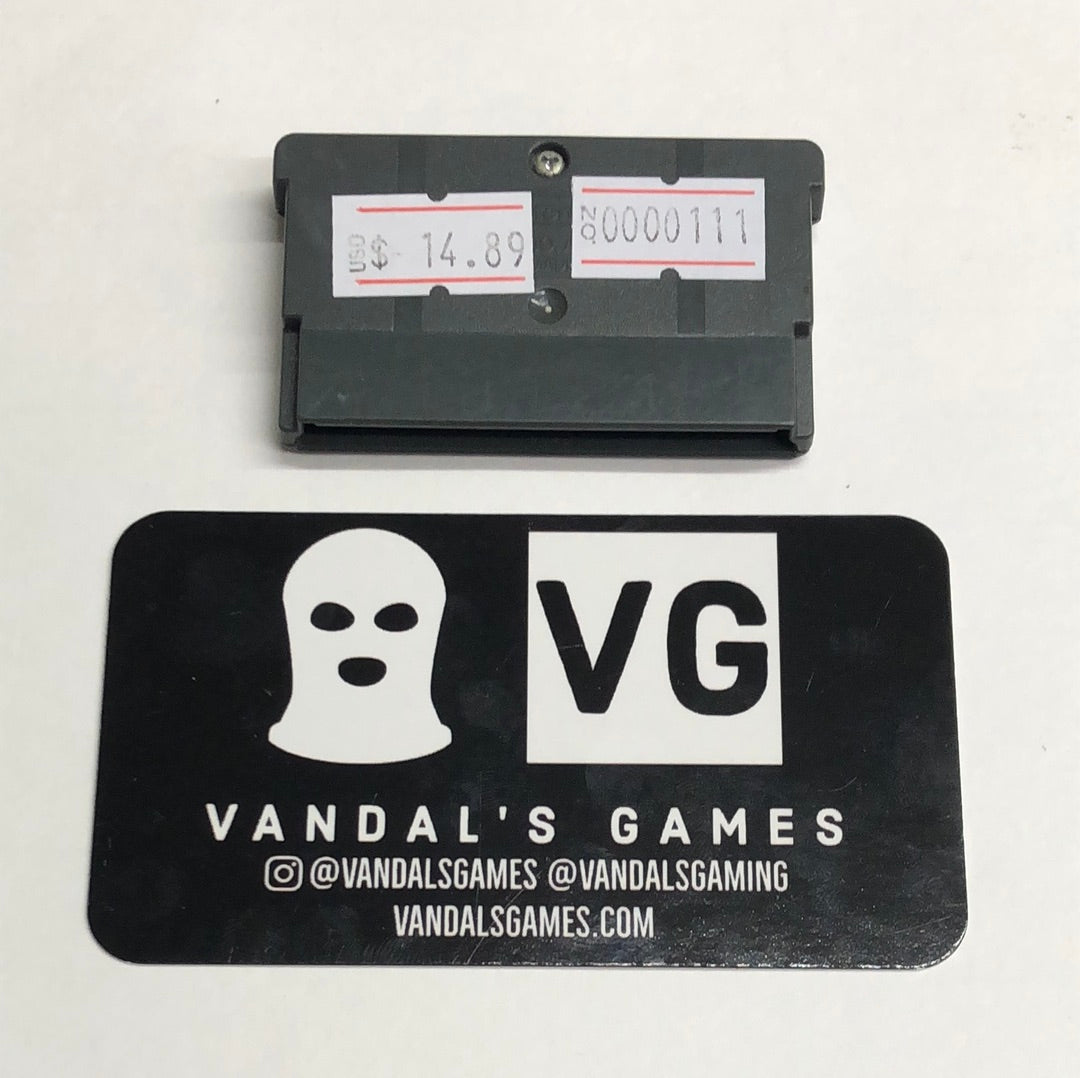 USD $ 14.89
NO. 0000111
VG
VANDAL'S GAMES
@VANDALSGAMES @VANDALSGAMING
VANDALSGAMES.COM